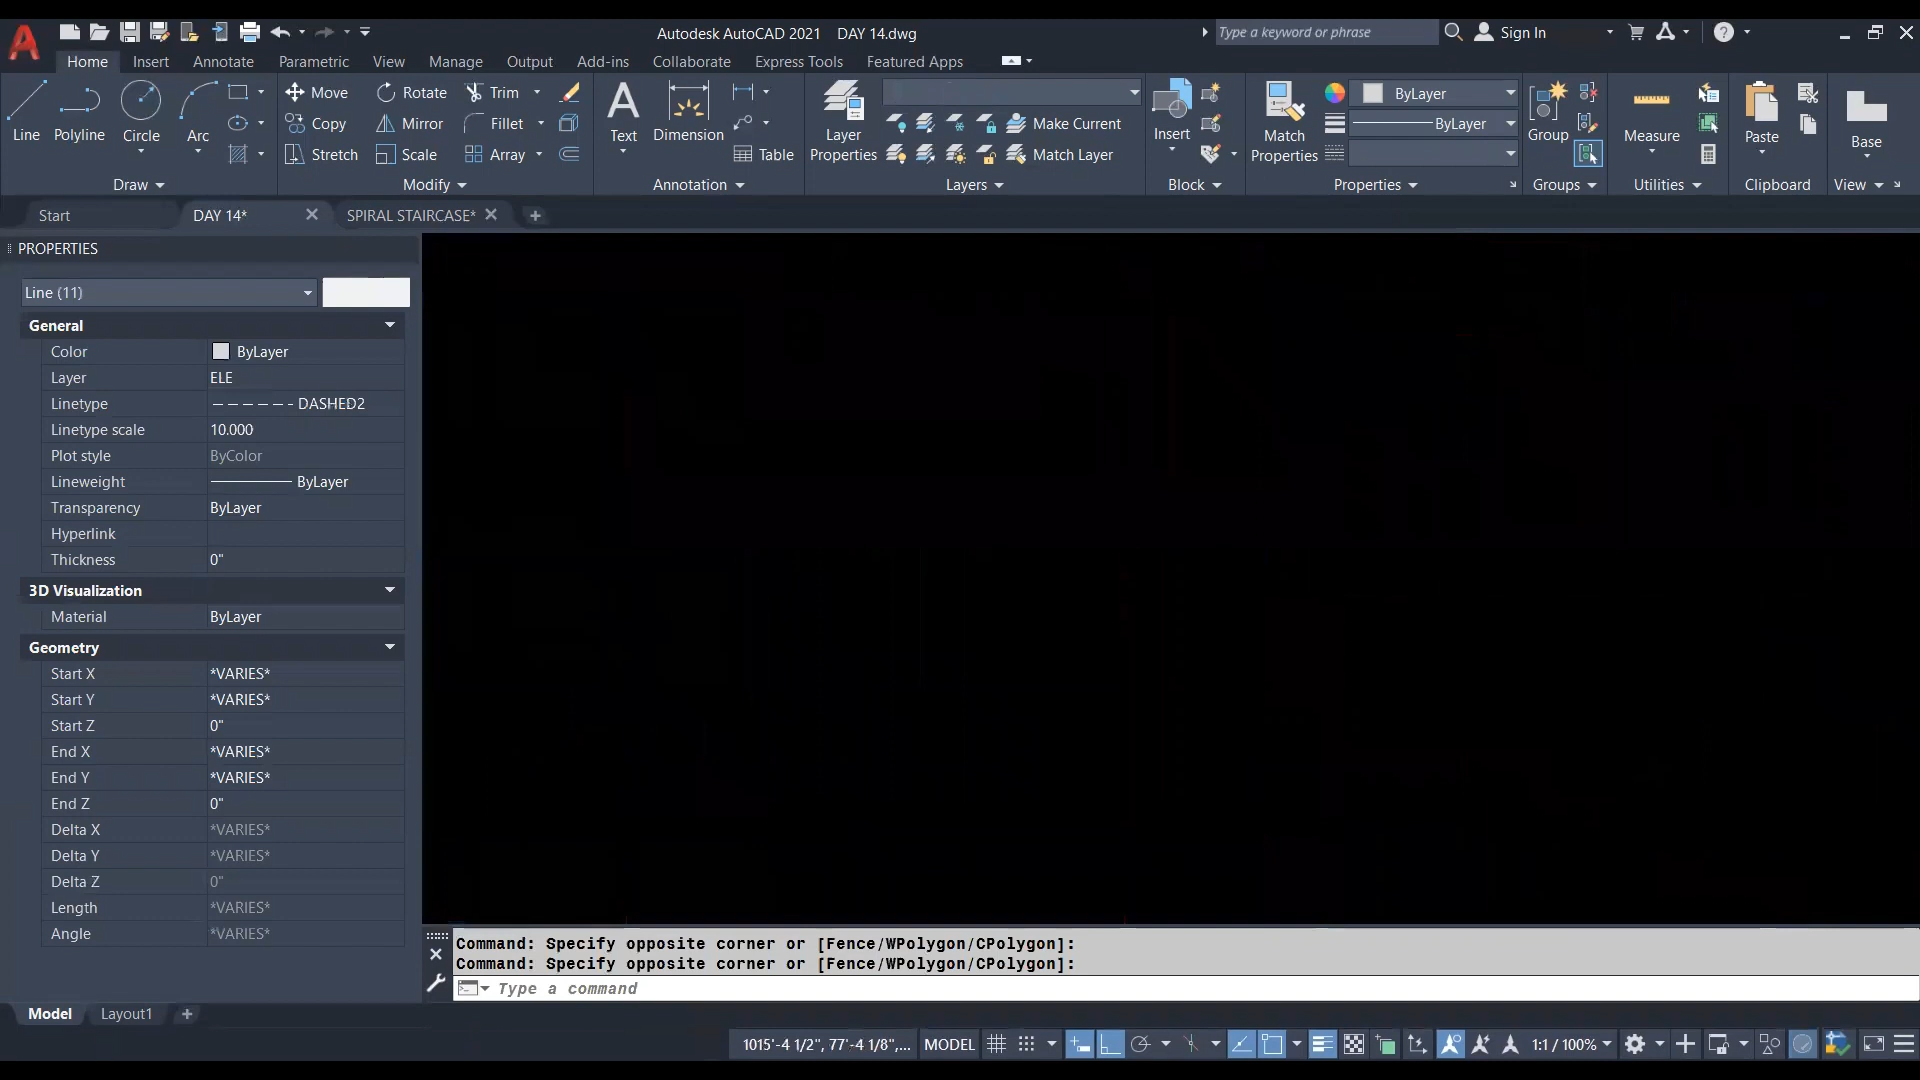 Autodesk AutoCAD 2021 DAY 14.dwg
Type a keyword or phrase
Sign In
Home Insert Annotate Parametric View Manage Output Add-ins Collaborate Express Tools Featured Apps
Line Polyline Circle Arc
Move Rotate Trim
Copy Mirror Fillet
Stretch Scale Array
Text Dimension Table
Layer Properties
Make Current
Match Layer
Insert
Match Properties
ByLayer
ByLayer
Group
Measure
Paste
Base
Draw Modify Annotation Layers Block Properties Groups Utilities Clipboard View
Start DAY 14* SPIRAL STAIRCASE*
PROPERTIES
Line (11)
General
Color ByLayer
Layer ELE
Linetype DASHED2
Linetype scale 10.000
Plot style ByColor
Lineweight ByLayer
Transparency ByLayer
Hyperlink
Thickness 0"
3D Visualization
Material ByLayer
Geometry
Start X *VARIES*
Start Y *VARIES*
Start Z 0"
End X *VARIES*
End Y *VARIES*
End Z 0"
Delta X *VARIES*
Delta Y *VARIES*
Delta Z 0"
Length *VARIES*
Angle *VARIES*
Command: Specify opposite corner or [Fence/WPolygon/CPolygon]:
Command: Specify opposite corner or [Fence/WPolygon/CPolygon]:
Type a command
Model Layout1
1015'-4 1/2", 77'-4 1/8",... MODEL 1:1 / 100%